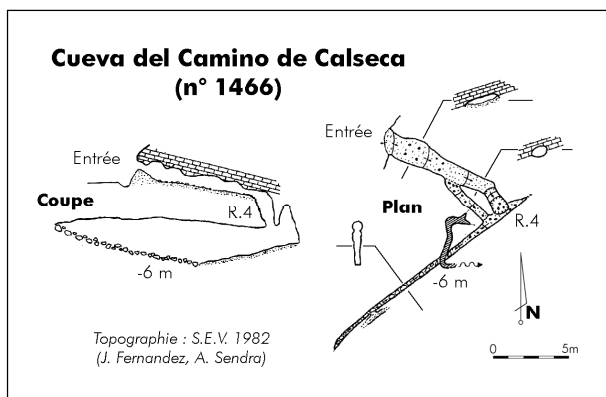 Cueva del Camino de Calseca
(n° 1466)
Entrée
Coupe
R.4
-6 m
Entrée
Plan
R.4
-6 m
N
Topographie : S.E.V. 1982
(J. Fernandez, A. Sendra)
0 5m